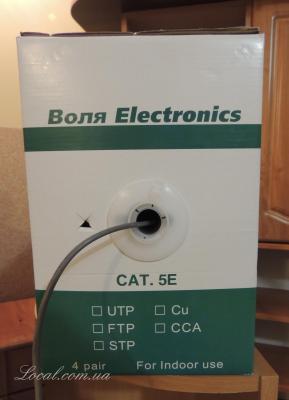 Воля Electronics
CAT. 5E
UTP Cu
FTP CCA
STP
4 pair For Indoor use
Local.com.ua